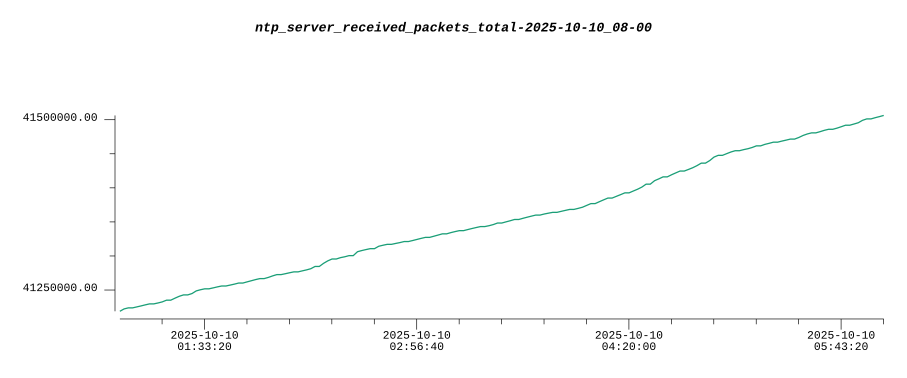 ntp_server_received_packets_total-2025-10-10_08-00
41500000.00
41250000.00
2025-10-10 2025-10-10 2025-10-10 2025-10-10
01:33:20 02:56:40 04:20:00 05:43:20